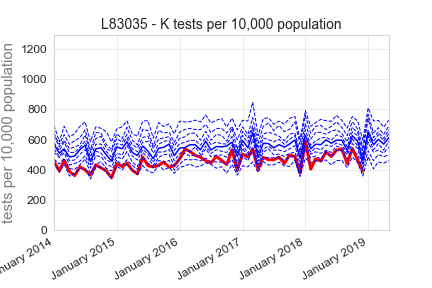 L83035 - K tests per 10,000 population
tests per 10,000 population
1200
1000
800
600
400
200
0
nuary 2014
January 2015
January 2016
January 2017
January 2018
January 2019